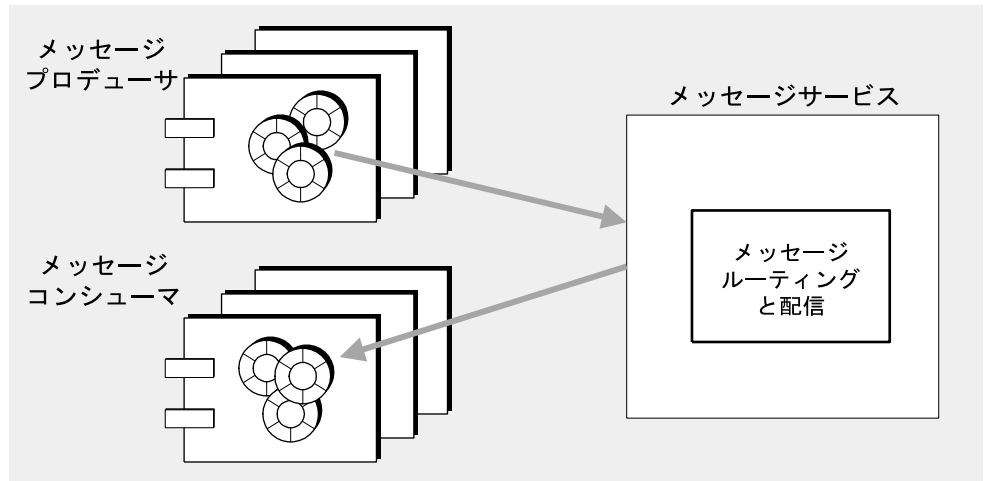 メッセージ
プロデューサ
メッセージサービス
メッセージ
ルーティング
と配信
メッセージ
コンシューマ